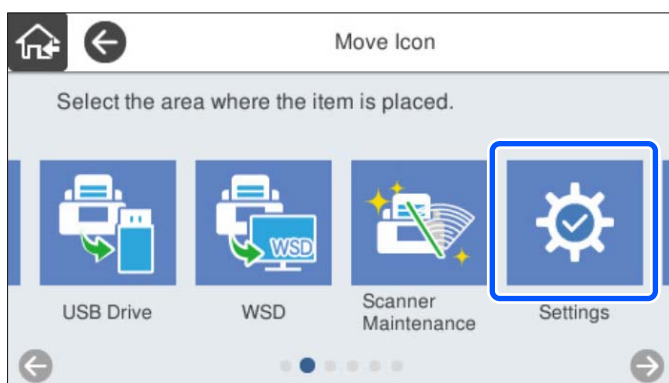 Move Icon
Select the area where the item is placed.
WSD
USB Drive
WSD
Scanner
Maintenance
Settings